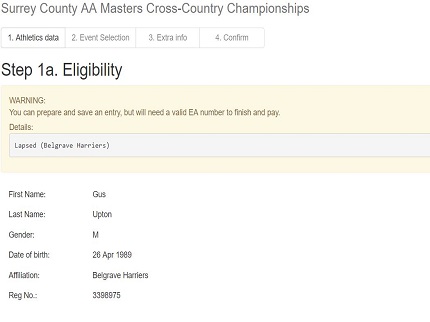 Surrey County AA Masters Cross-Country Championships
1. Athletics data 2. Event Selection 3. Extra info 4. Confirm
Step 1a. Eligibility
WARNING:
You can prepare and save an entry, but will need a valid EA number to finish and pay.
Details:
Lapsed (Belgrave Harriers)
First Name: Gus
Last Name: Upton
Gender: M
Date of birth: 26 Apr 1989
Affiliation: Belgrave Harriers
Reg No.: 3398975